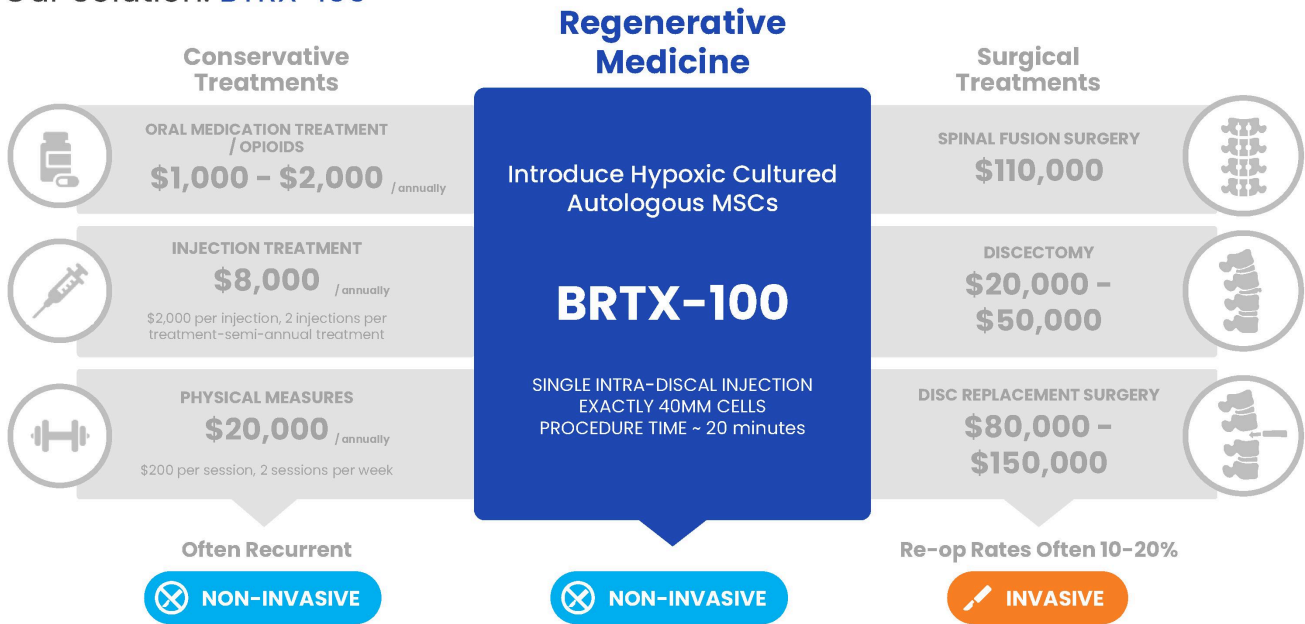 Our Solution: BTRX-100
Conservative
Treatments
ORAL MEDICATION TREATMENT
/ OPIOIDS
$1,000 - $2,000 / annually
INJECTION TREATMENT
$8,000 / annually
$2,000 per injection, 2 injections per
treatment-semi-annual treatment
PHYSICAL MEASURES
$20,000 / annually
$200 per session, 2 sessions per week
Often Recurrent
NON-INVASIVE
Regenerative
Medicine
Introduce Hypoxic Cultured
Autologous MSCs
BRTX-100
SINGLE INTRA-DISCAL INJECTION
EXACTLY 40MM CELLS
PROCEDURE TIME ~ 20 minutes
NON-INVASIVE
Surgical
Treatments
SPINAL FUSION SURGERY
$110,000
DISCECTOMY
$20,000 -
$50,000
DISC REPLACEMENT SURGERY
$80,000 -
$150,000
Re-op Rates Often 10-20%
INVASIVE